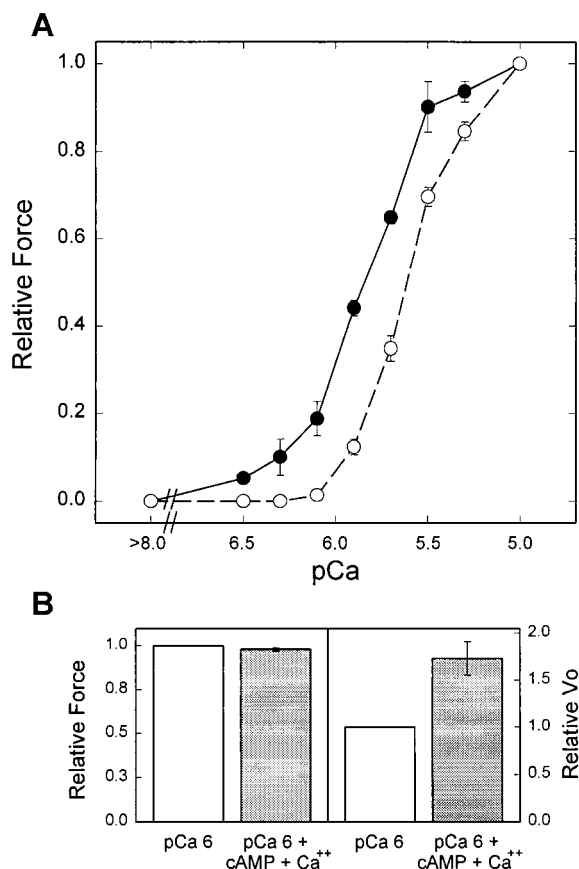 A
1.0
0.8
0.6
0.4
0.2
0.0
Relative Force
>8.0 6.5 6.0 5.5 5.0
pCa
B
1.0
0.8
0.5
0.3
0.0
Relative Force
2.0
1.5
1.0
0.5
0.0
Relative Vo
pCa 6
pCa 6 +
cAMP + Ca++
pCa 6
pCa 6 +
cAMP + Ca++